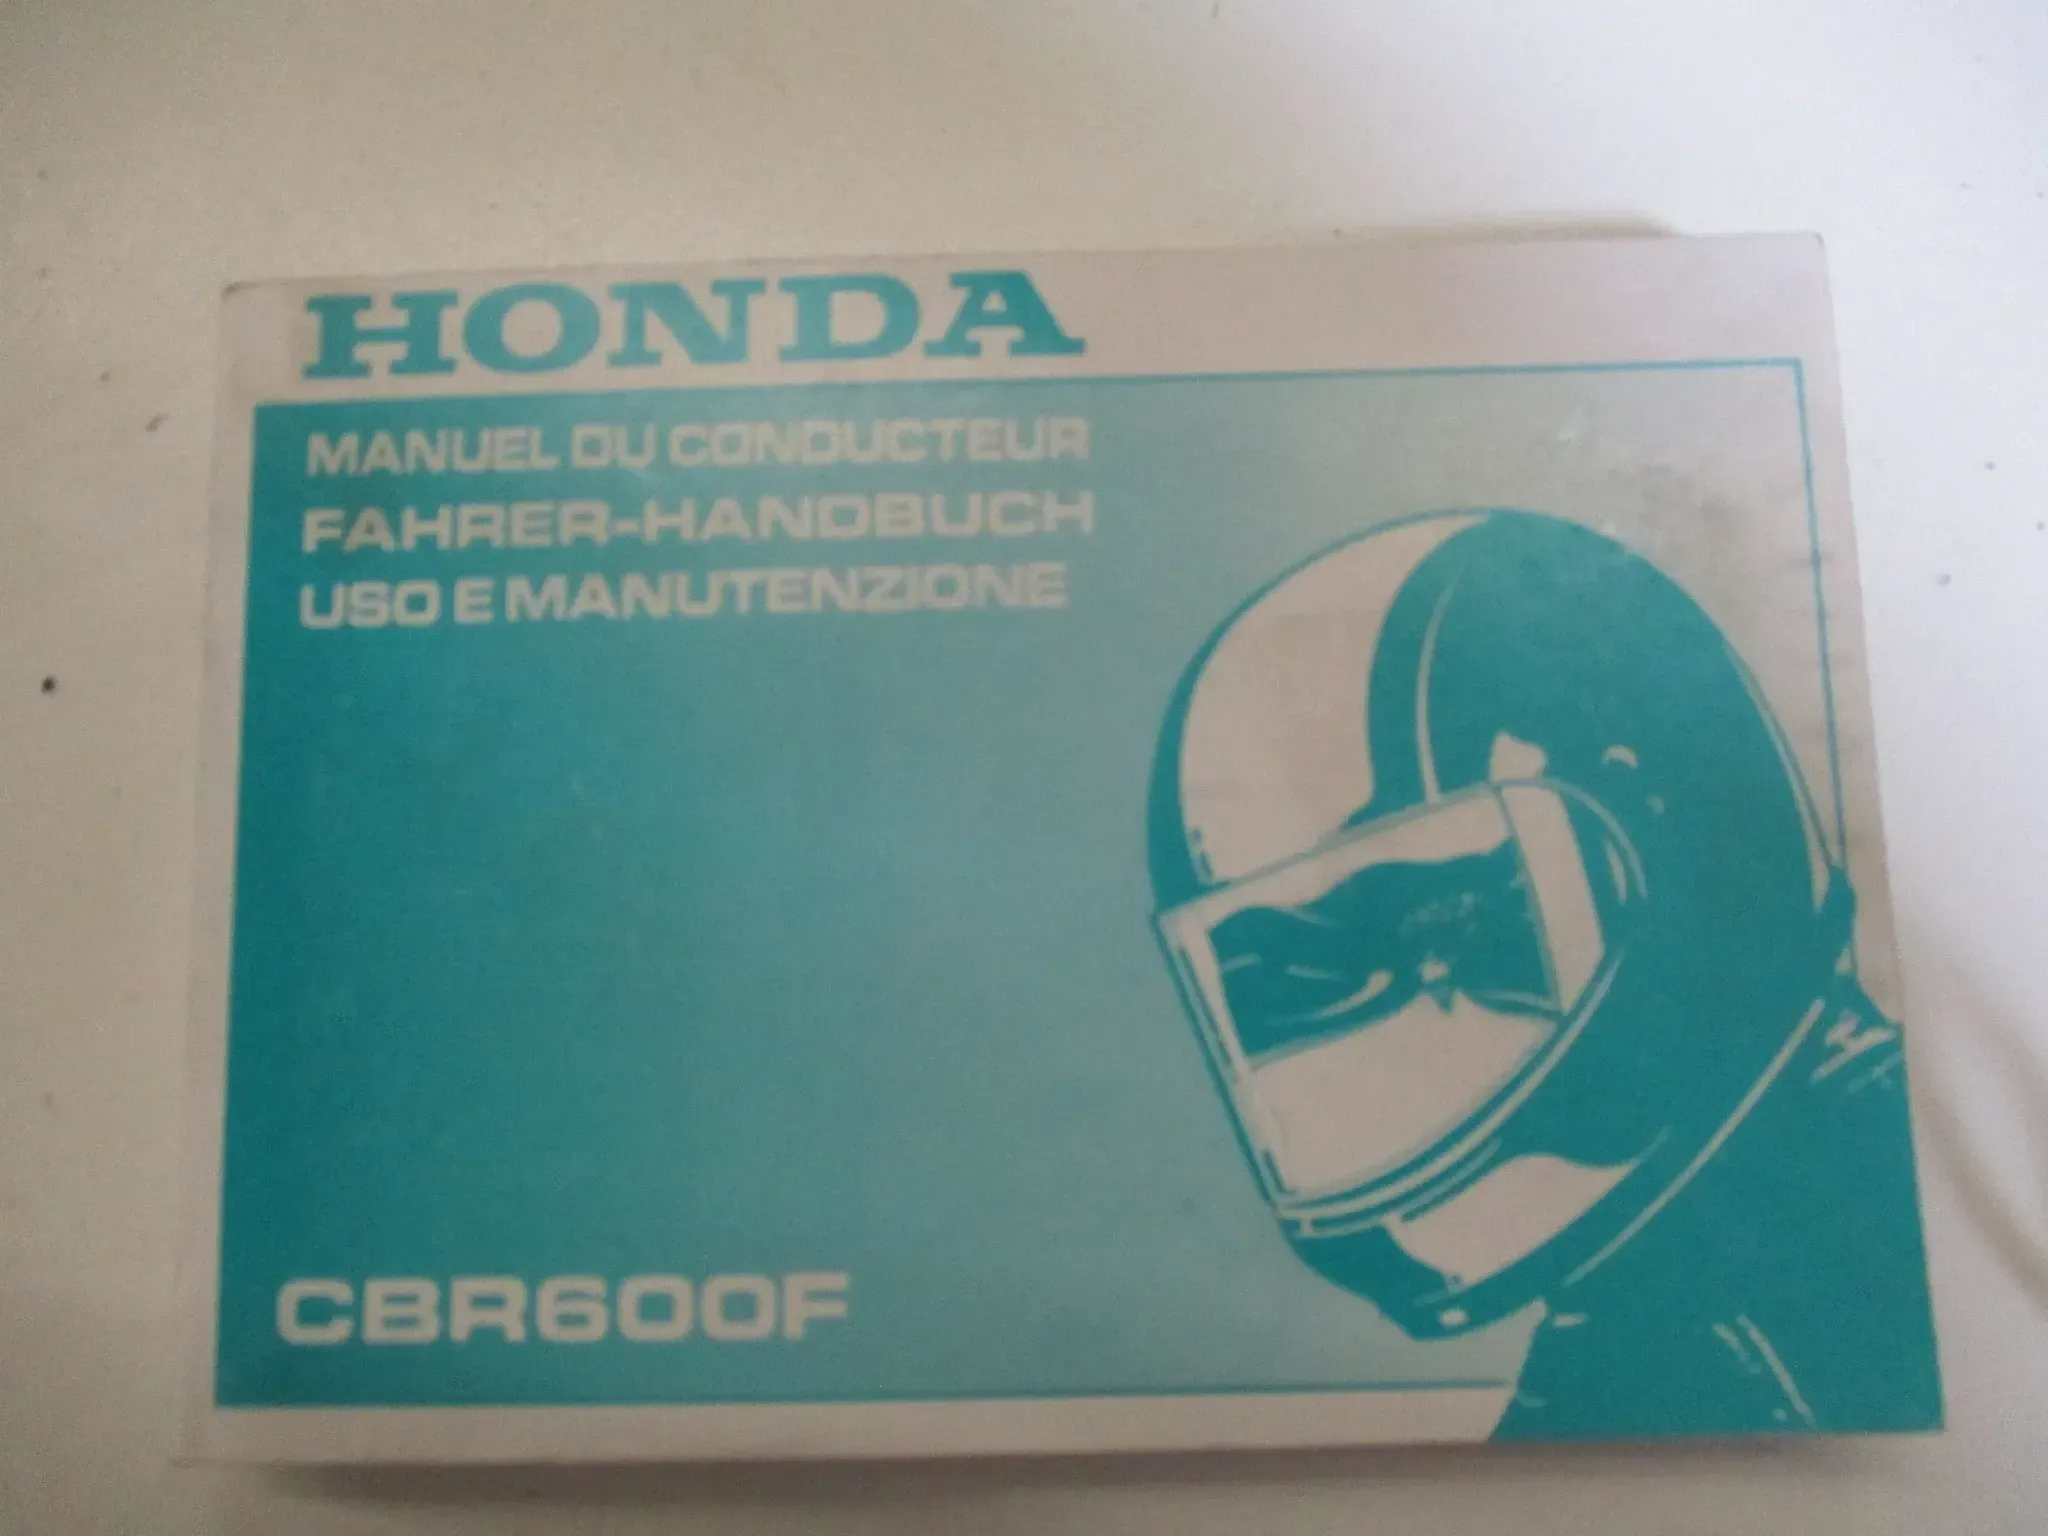 HONDA
MANUEL DU CONDUCTEUR
FAHRER-HANDBUCH
USO E MANUTENZIONE
CBR600F